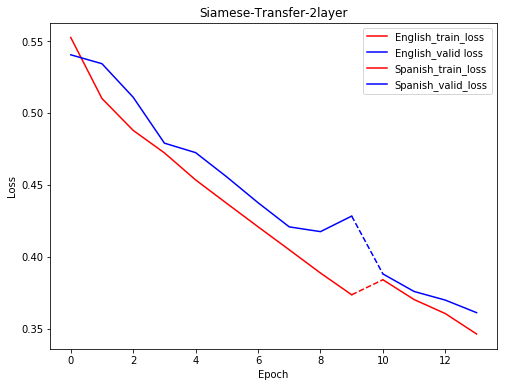 Siamese-Transfer-2layer
English_train_loss
English_valid loss
Spanish_train_loss
Spanish_valid_loss
Loss
0.55
0.50
0.45
0.40
0.35
0 2 4 6 8 10 12
Epoch